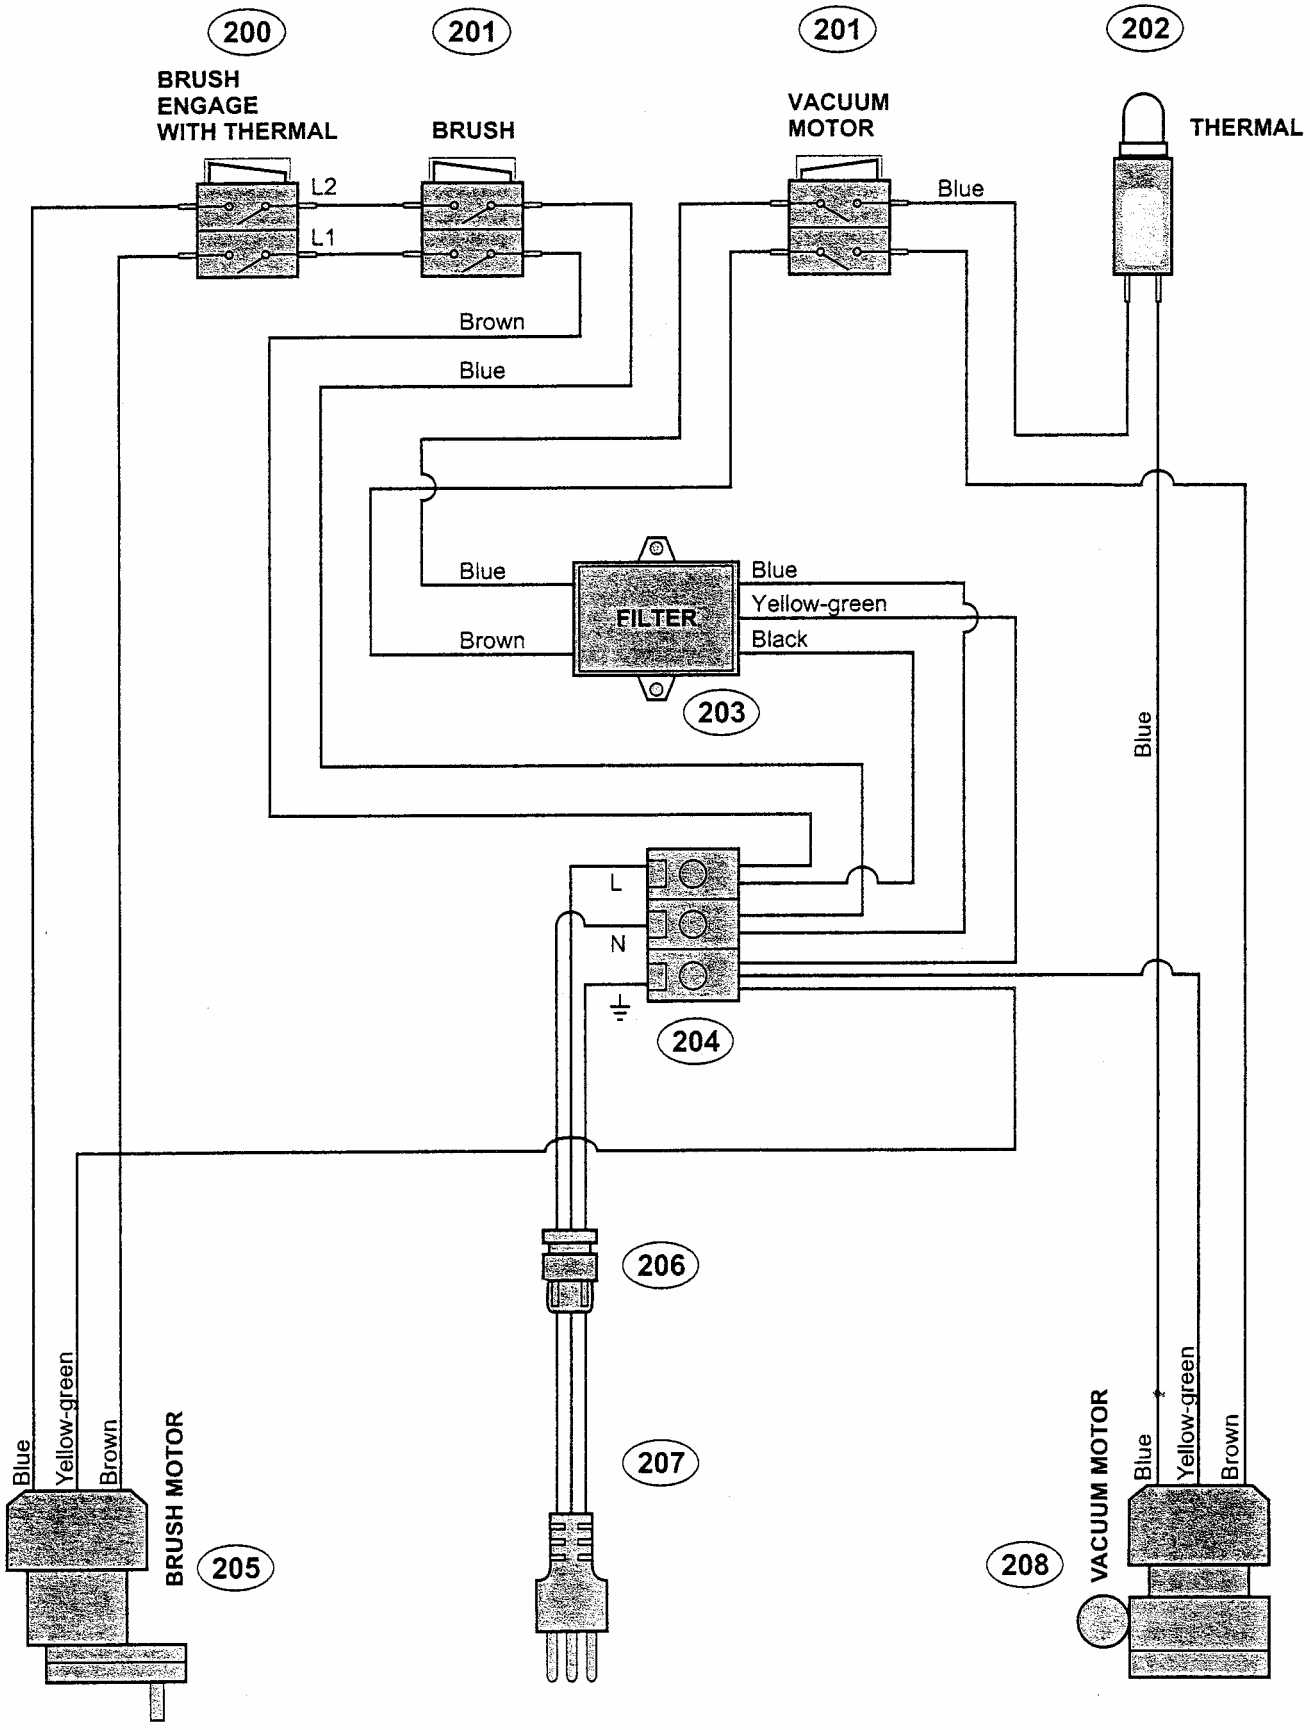 200
201
201
202
BRUSH
ENGAGE
WITH THERMAL
BRUSH
VACUUM
MOTOR
THERMAL
L2
L1
Blue
Brown
Blue
Blue
Brown
FILTER
Blue
Yellow-green
Black
203
Blue
L
N
204
206
207
Blue
Yellow-green
Brown
BRUSH MOTOR
205
208
VACUUM MOTOR
Blue
Yellow-green
Brown